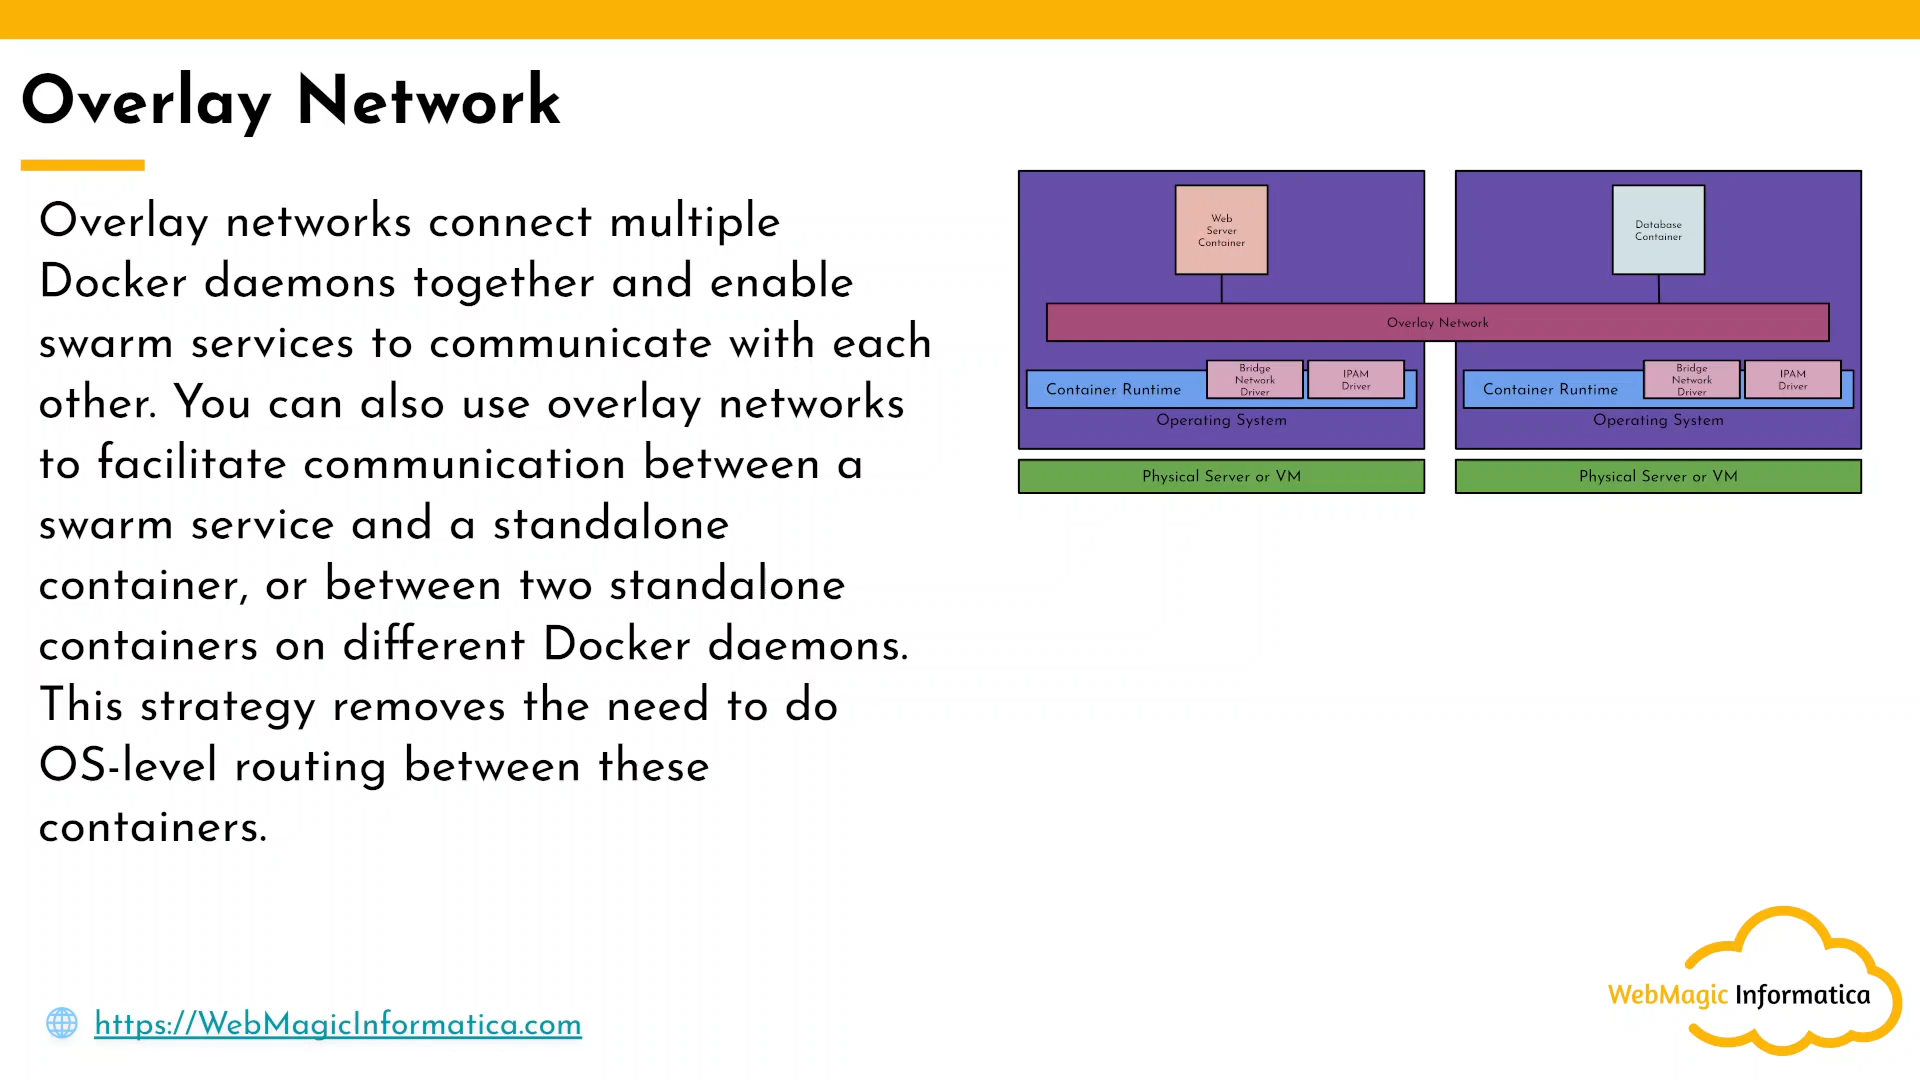 Overlay Network
Overlay networks connect multiple
Docker daemons together and enable
swarm services to communicate with each
other. You can also use overlay networks
to facilitate communication between a
swarm service and a standalone
container, or between two standalone
containers on different Docker daemons.
This strategy removes the need to do
OS-level routing between these
containers.
Web
Server
Container
Database
Container
Overlay Network
Container Runtime
Bridge
Network
Driver
IPAM
Driver
Operating System
Physical Server or VM
Container Runtime
Bridge
Network
Driver
IPAM
Driver
Operating System
Physical Server or VM
https://WebMagicInformatica.com
WebMagic Informatica